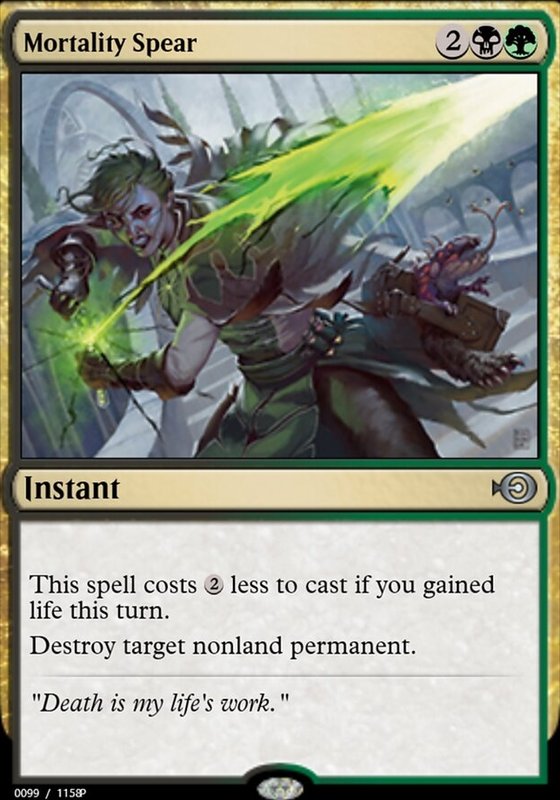 Mortality Spear 2
Instant
This spell costs 2 less to cast if you gained
life this turn.
Destroy target nonland permanent.
"Death is my life's work."
0099 / 1158P